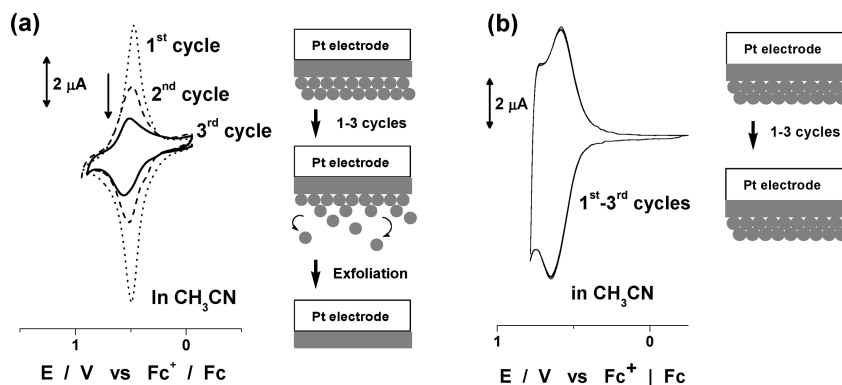 (a)
1st cycle
2 μA
2nd cycle
3rd cycle
In CH3CN
1
0
E / V vs Fc+ / Fc
Pt electrode
1-3 cycles
Pt electrode
Exfoliation
Pt electrode
(b)
2 μA
1st-3rd cycles
in CH3CN
1
0
E / V vs Fc+ | Fc
Pt electrode
1-3 cycles
Pt electrode